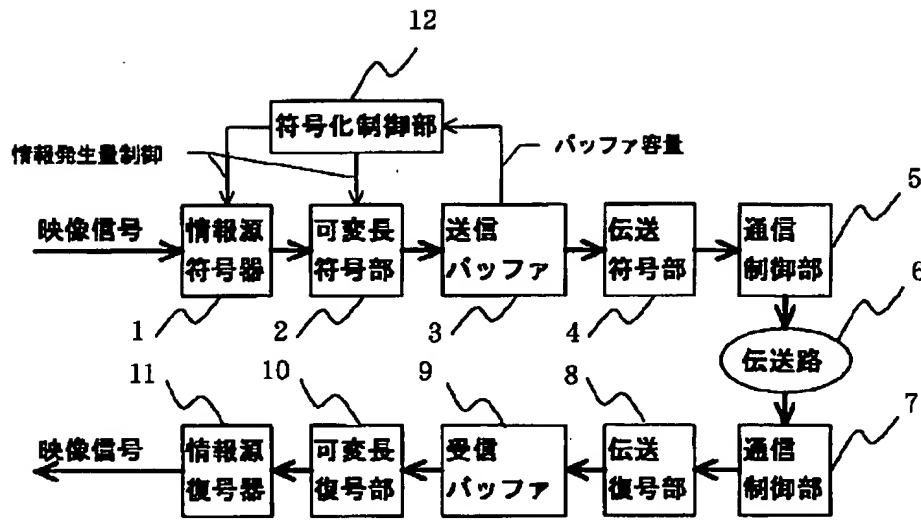 12
符号化制御部
情報発生量制御
バッファ容量
映像信号
情報源
符号器
可変長
符号部
送信
バッファ
伝送
符号部
通信
制御部
5
1
2
3
4
6
伝送路
11
10
9
8
7
映像信号
情報源
復号器
可変長
復号部
受信
バッファ
伝送
復号部
通信
制御部